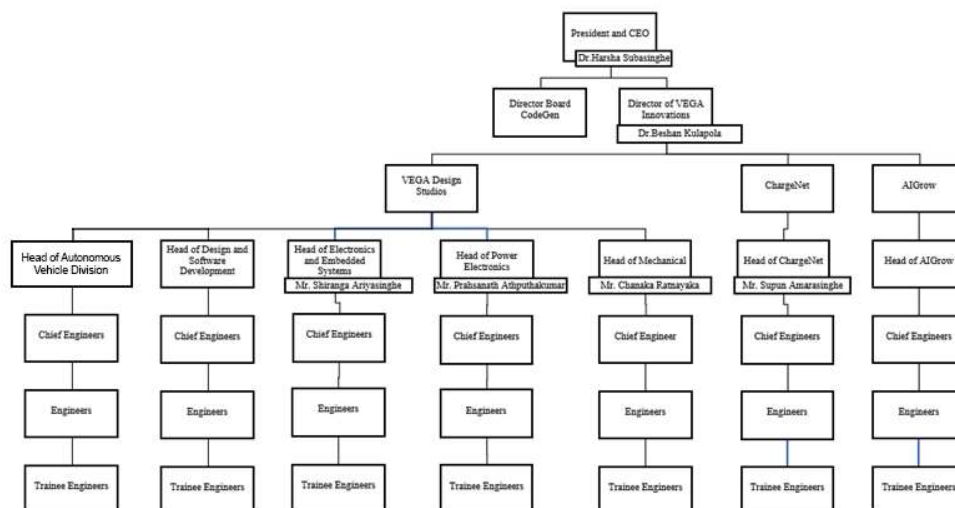 President and CEO
Dr.Harsha Subasinghe
Director Board
CodeGen
Director of VEGA
Innovations
Dr.Beshan Kulapola
VEGA Design
Studios
ChargeNet
AIGrow
Head of Autonomous
Vehicle Division
Head of Design and
Software
Development
Head of Electronics
and Embedded
Systems
Mr. Shiranga Ariyasinghe
Head of Power
Electronics
Mr. Prahsanath Athputhakumar
Head of Mechanical
Mr. Chanaka Ratnayaka
Head of ChargeNet
Mr. Supun Amarasinghe
Head of AIGrow
Chief Engineers
Chief Engineers
Chief Engineers
Chief Engineers
Chief Engineer
Chief Engineers
Chief Engineers
Engineers
Engineers
Engineers
Engineers
Engineers
Engineers
Engineers
Trainee Engineers
Trainee Engineers
Trainee Engineers
Trainee Engineers
Trainee Engineers
Trainee Engineers
Trainee Engineers